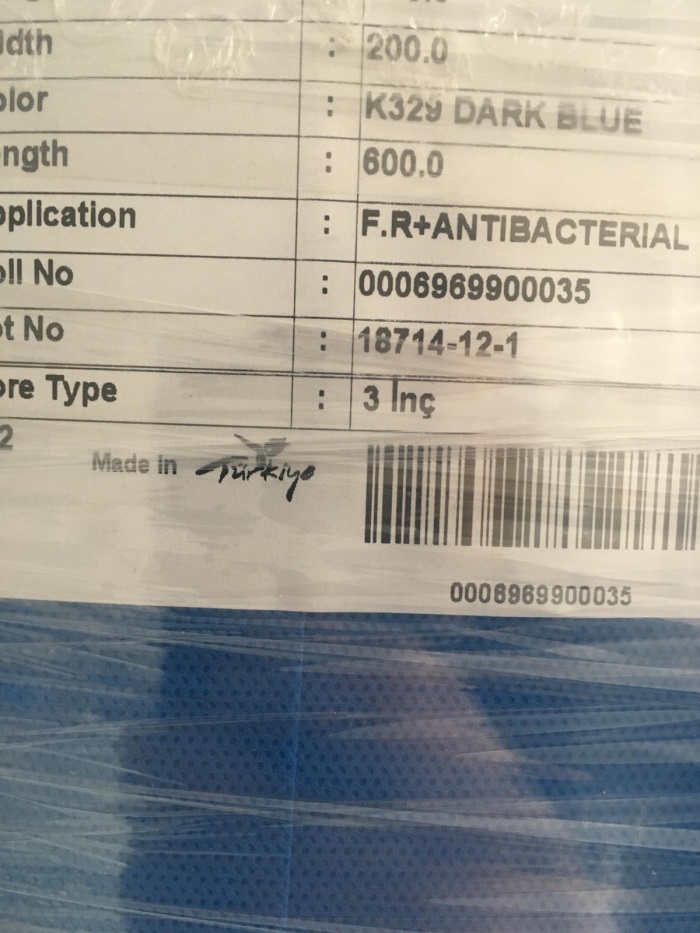 idth : 200.0
olor : K329 DARK BLUE
ngth : 600.0
pplication : F.R+ANTIBACTERIAL
oll No : 0006969900035
ot No : 18714-12-1
ore Type : 3 İnç
2
Made in Türkiye
0006969900035